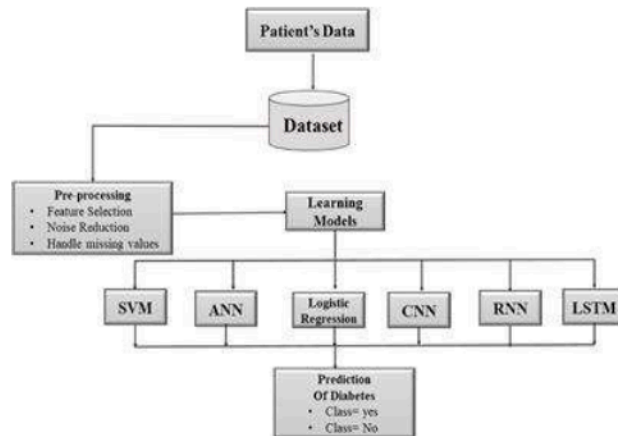 Patient's Data
Dataset
Pre-processing
• Feature Selection
• Noise Reduction
• Handle missing values
Learning
Models
SVM
ANN
Logistic
Regression
CNN
RNN
LSTM
Prediction
Of Diabetes
• Class= yes
• Class= No